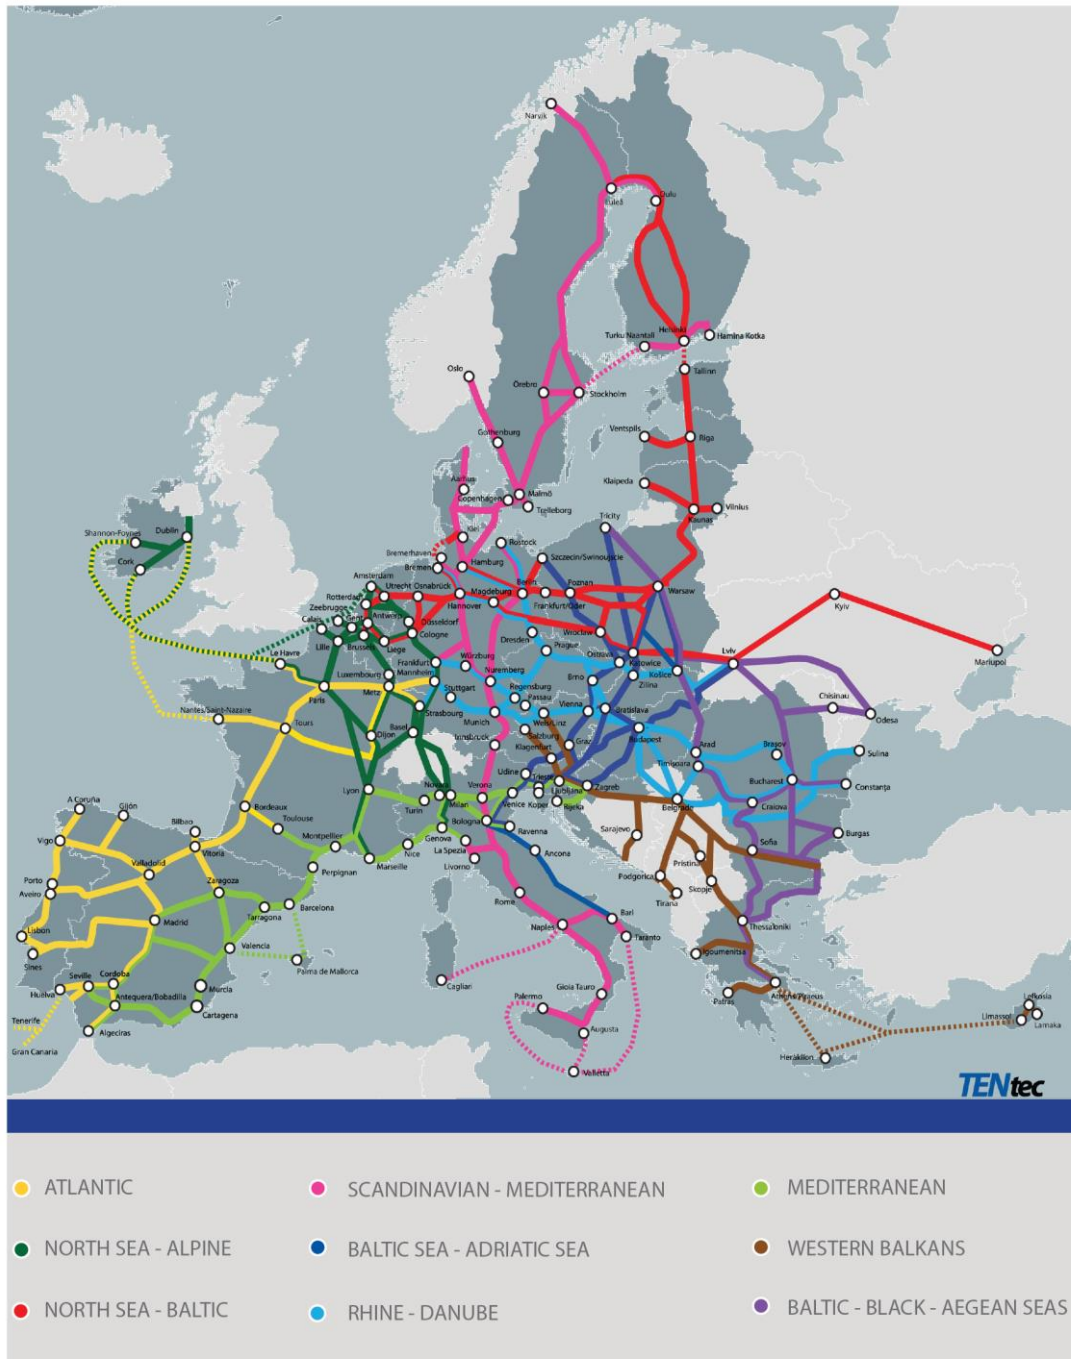 Narvik
Luleå
Oulu
Turku Naantali
Helsinki
Hamina Kotka
Tallinn
Oslo
Örebro
Stockholm
Gothenburg
Ventspils
Riga
Klaipeda
Kaunas
Vilnius
Aarhus
Copenhagen
Malmö
Trelleborg
Tricity
Shannon-Foynes
Dublin
Cork
Kiel
Bremerhaven
Bremen
Hamburg
Rostock
Szczecin/Swinoujscie
Amsterdam
Rotterdam
Utrecht
Osnabrück
Hannover
Magdeburg
Berlin
Frankfurt/Oder
Poznan
Warsaw
Kyiv
Mariupol
Zeebrugge
Calais
Gent
Antwerp
Düsseldorf
Cologne
Lille
Brussels
Liege
Dresden
Wroclaw
Prague
Ostrava
Katowice
Lviv
Le Havre
Luxembourg
Frankfurt
Mannheim
Würzburg
Nuremberg
Brno
Zilina
Košice
Paris
Metz
Stuttgart
Regensburg
Passau
Chisinau
Odesa
Nantes/Saint-Nazaire
Tours
Dijon
Basel
Strasbourg
Munich
Wels/Linz
Salzburg
Vienna
Bratislava
Budapest
Innsbruck
Klagenfurt
Graz
Arad
Timişoara
Braşov
Sulina
Lyon
Novara
Milan
Turin
Verona
Udine
Venice
Trieste
Koper
Ljubljana
Rijeka
Zagreb
Belgrade
Craiova
Bucharest
Constanţa
A Coruña
Gijón
Bilbao
Bordeaux
Toulouse
Montpellier
Genova
Bologna
Ravenna
Sarajevo
Vigo
Valladolid
Vitoria
Perpignan
Marseille
Nice
La Spezia
Livorno
Ancona
Podgorica
Pristina
Sofia
Burgas
Porto
Aveiro
Zaragoza
Tarragona
Barcelona
Tirana
Skopje
Lisbon
Sines
Madrid
Valencia
Palma de Mallorca
Rome
Naples
Bari
Taranto
Thessaloniki
Igoumenitsa
Huelva
Seville
Cordoba
Antequera/Bobadilla
Murcia
Cartagena
Algeciras
Tenerife
Gran Canaria
Cagliari
Palermo
Gioia Tauro
Augusta
Valletta
Patras
Athens/Piraeus
Heraklion
Lefkosia
Limassol
Larnaka
TENtec
ATLANTIC
SCANDINAVIAN - MEDITERRANEAN
MEDITERRANEAN
NORTH SEA - ALPINE
BALTIC SEA - ADRIATIC SEA
WESTERN BALKANS
NORTH SEA - BALTIC
RHINE - DANUBE
BALTIC - BLACK - AEGEAN SEAS